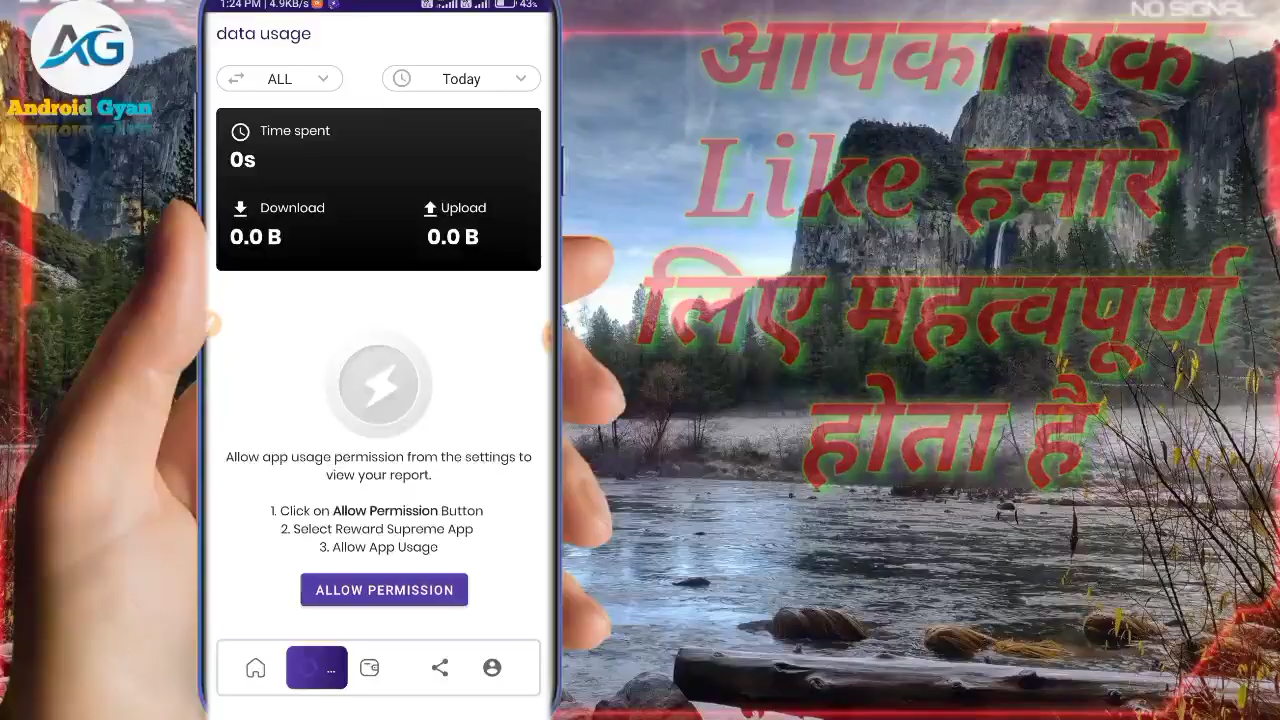 1:24 PM | 4.9KB/s
43%
NO SIGNAL
AG
Android Gyan
data usage
ALL
Today
Time spent
0s
Download
Upload
0.0 B
0.0 B
Allow app usage permission from the settings to
view your report.
1. Click on Allow Permission Button
2. Select Reward Supreme App
3. Allow App Usage
ALLOW PERMISSION
...
आपका एक
Like हमारे
लिए महत्वपूर्ण
होता है